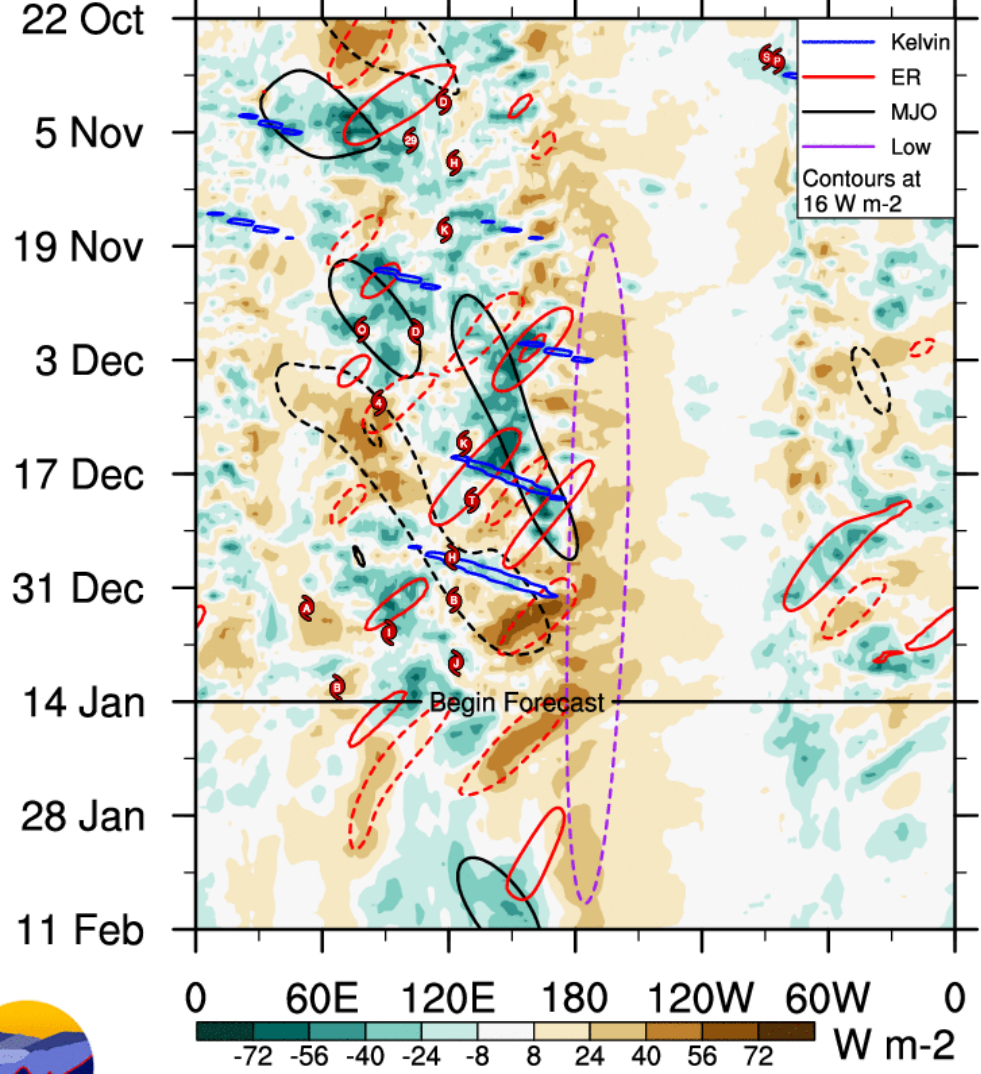 22 Oct
Kelvin
S P
ER
D
MJO
5 Nov
29
Low
H
Contours at
16 W m-2
K
19 Nov
O
D
3 Dec
4
K
17 Dec
T
H
31 Dec
A
B
I
J
B
14 Jan
Begin Forecast
28 Jan
11 Feb
0 60E 120E 180 120W 60W 0
-72 -56 -40 -24 -8 8 24 40 56 72 W m-2